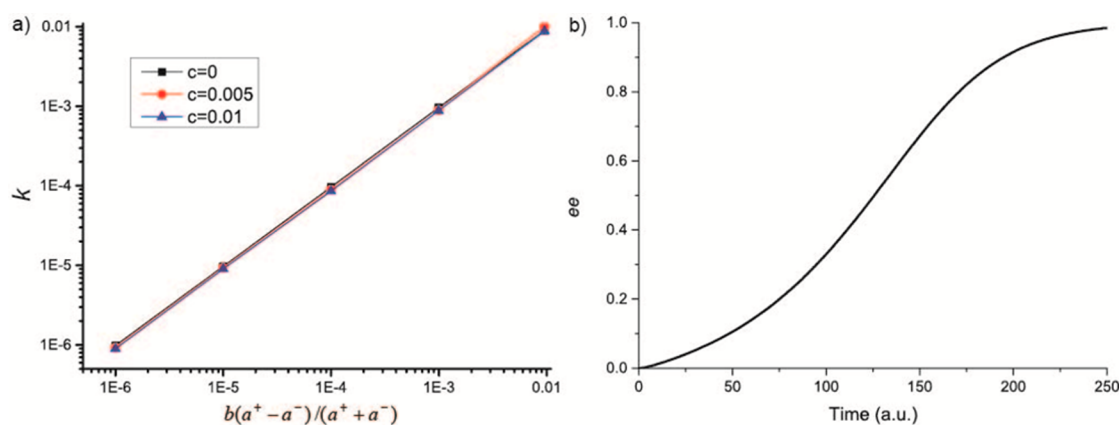 a)
0.01
1E-3
1E-4
1E-5
1E-6
k
c=0
c=0.005
c=0.01
1E-6 1E-5 1E-4 1E-3 0.01
b(a⁺ − a⁻)/(a⁺ + a⁻)
b)
1.0
0.8
0.6
0.4
0.2
0.0
ee
0 50 100 150 200 250
Time (a.u.)